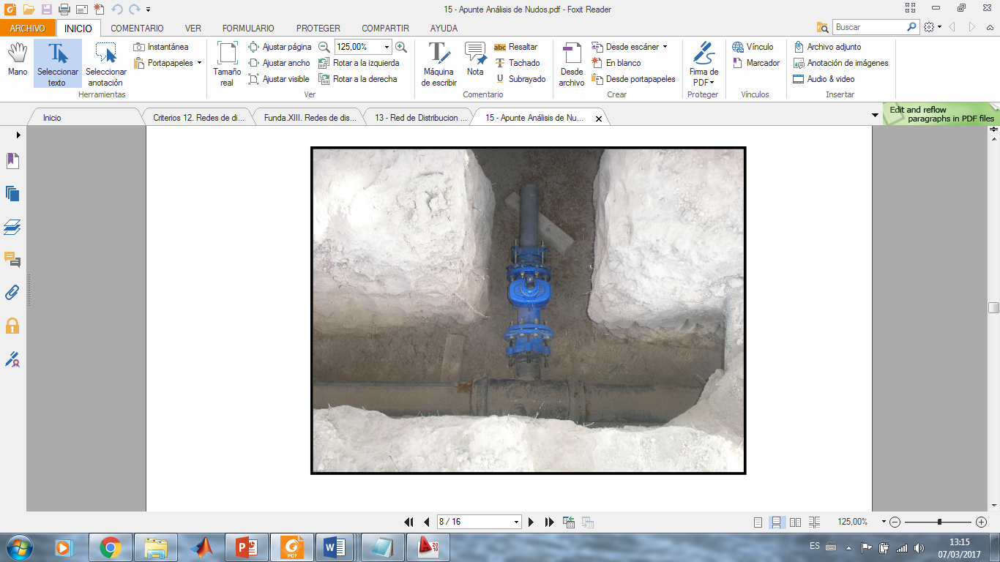 15 - Apunte Análisis de Nudos.pdf - Foxit Reader
ARCHIVO INICIO COMENTARIO VER FORMULARIO PROTEGER COMPARTIR AYUDA Buscar
Mano
Seleccionar texto
Seleccionar anotación
Instantánea
Portapapeles
Herramientas
Tamaño real
Ajustar página
Ajustar ancho
Ajustar visible
125,00%
Rotar a la izquierda
Rotar a la derecha
Ver
Máquina de escribir
Nota
abc Resaltar
T Tachado
U Subrayado
Comentario
Desde archivo
Desde escáner
En blanco
Desde portapapeles
Crear
Firma de PDF
Proteger
Vínculo
Marcador
Vínculos
Archivo adjunto
Anotación de imágenes
Audio & video
Insertar
Inicio
Criterios 12. Redes de di...
Funda.XIII. Redes de dis...
13 - Red de Distribucion ...
15 - Apunte Análisis de Nu...
Edit and reflow
paragraphs in PDF files
8 / 16
125,00%
PDF
2010
ES
13:15
07/03/2017